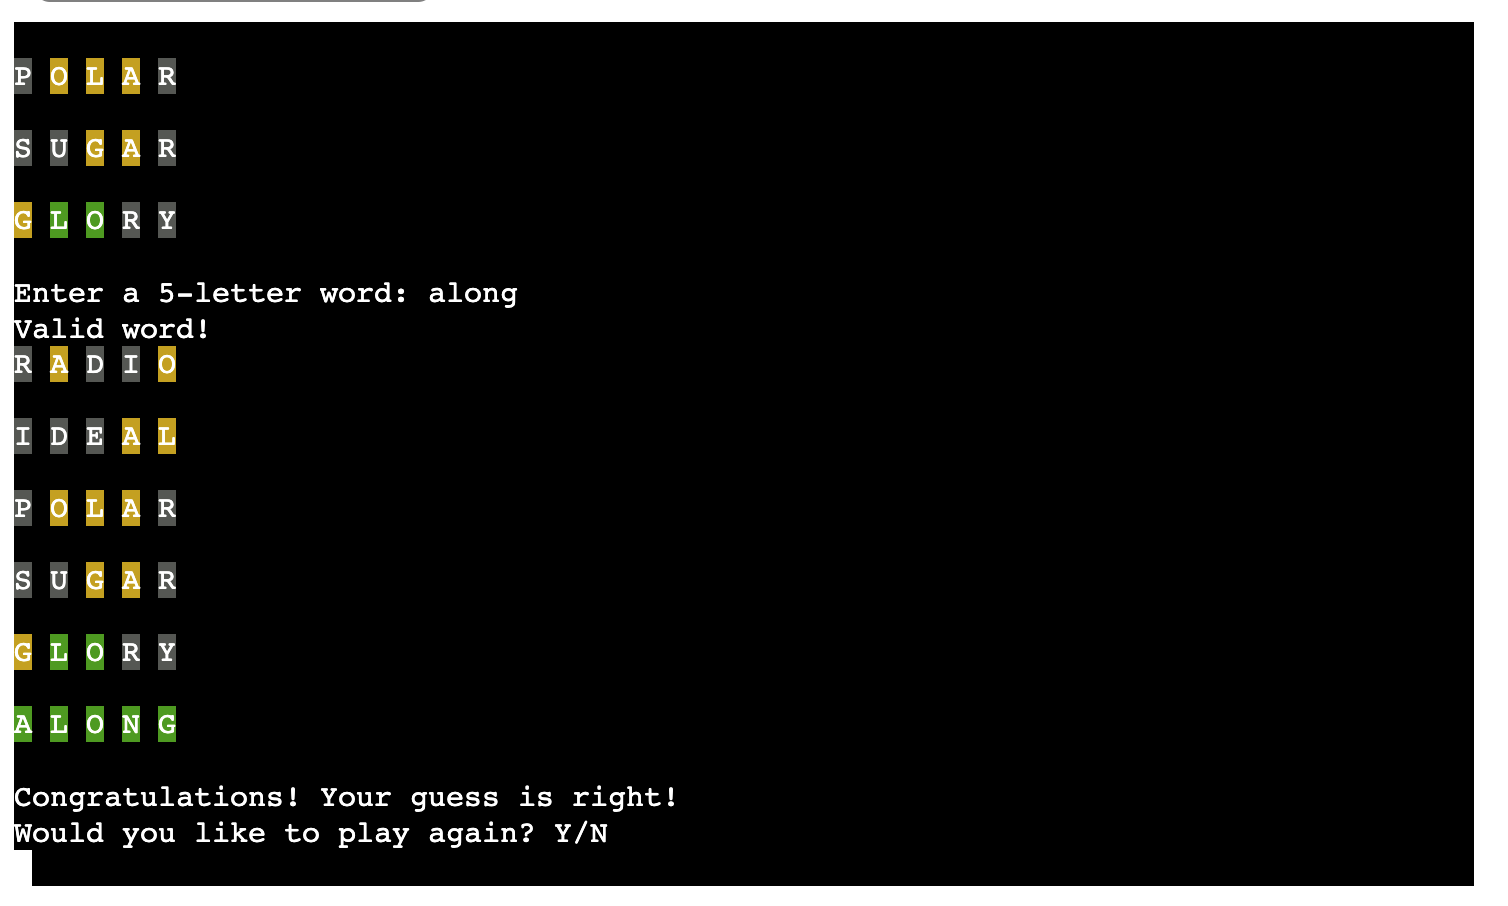 P O L A R
S U G A R
G L O R Y
Enter a 5-letter word: along
Valid word!
R A D I O
I D E A L
P O L A R
S U G A R
G L O R Y
A L O N G
Congratulations! Your guess is right!
Would you like to play again? Y/N